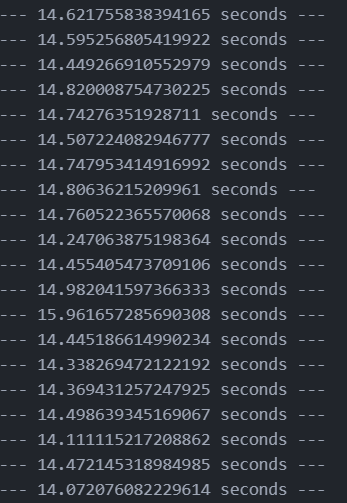 --- 14.621755838394165 seconds ---
--- 14.595256805419922 seconds ---
--- 14.449266910552979 seconds ---
--- 14.820008754730225 seconds ---
--- 14.74276351928711 seconds ---
--- 14.507224082946777 seconds ---
--- 14.747953414916992 seconds ---
--- 14.80636215209961 seconds ---
--- 14.760522365570068 seconds ---
--- 14.247063875198364 seconds ---
--- 14.455405473709106 seconds ---
--- 14.982041597366333 seconds ---
--- 15.961657285690308 seconds ---
--- 14.445186614990234 seconds ---
--- 14.338269472122192 seconds ---
--- 14.369431257247925 seconds ---
--- 14.498639345169067 seconds ---
--- 14.111115217208862 seconds ---
--- 14.472145318984985 seconds ---
--- 14.072076082229614 seconds ---